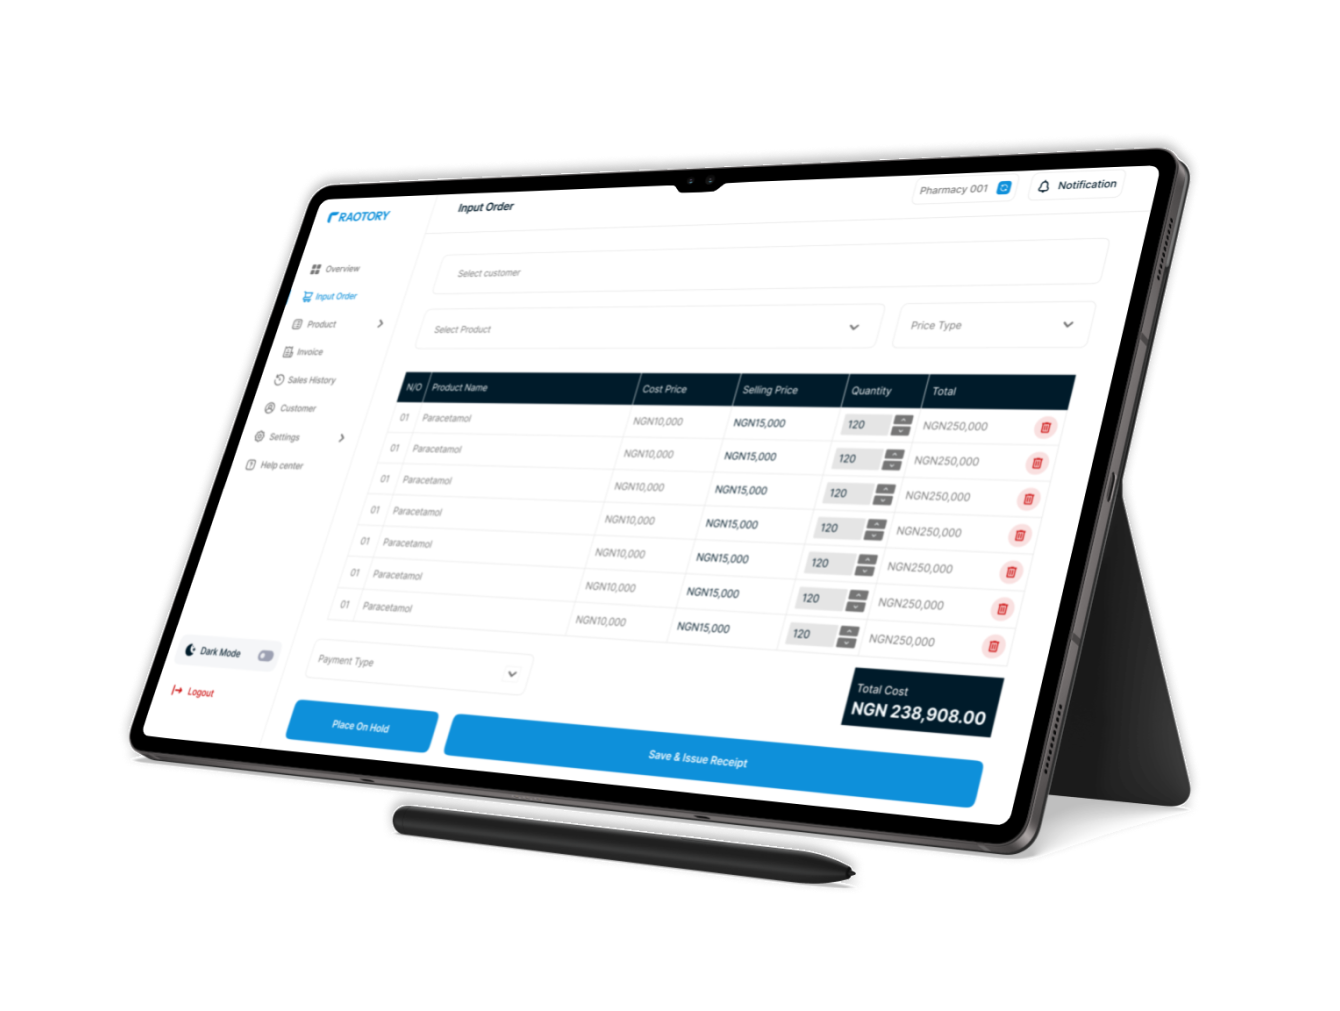 RAOTORY
Input Order
Pharmacy 001
Notification
Overview
Input Order
Product
Invoice
Sales History
Customer
Settings
Help center
Dark Mode
Logout
Select customer
Select Product
Price Type
N/O Product Name Cost Price Selling Price Quantity Total
01 Paracetamol NGN10,000 NGN15,000 120 NGN250,000
01 Paracetamol NGN10,000 NGN15,000 120 NGN250,000
01 Paracetamol NGN10,000 NGN15,000 120 NGN250,000
01 Paracetamol NGN10,000 NGN15,000 120 NGN250,000
01 Paracetamol NGN10,000 NGN15,000 120 NGN250,000
01 Paracetamol NGN10,000 NGN15,000 120 NGN250,000
01 Paracetamol NGN10,000 NGN15,000 120 NGN250,000
Payment Type
Total Cost
NGN 238,908.00
Place On Hold
Save & Issue Receipt